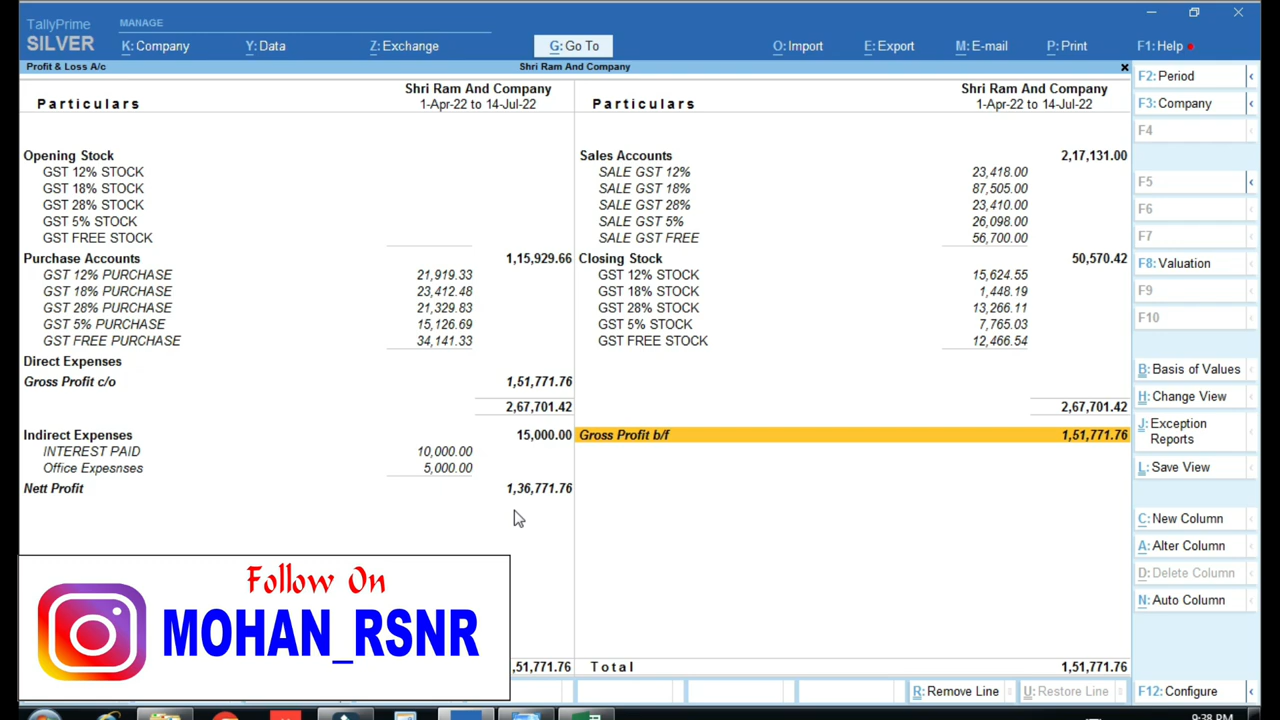 TallyPrime
SILVER
MANAGE
K: Company
Y: Data
Z: Exchange
G: Go To
O: Import
E: Export
M: E-mail
P: Print
F1: Help
Profit & Loss A/c
Shri Ram And Company
Particulars
Shri Ram And Company
1-Apr-22 to 14-Jul-22
Opening Stock
GST 12% STOCK
GST 18% STOCK
GST 28% STOCK
GST 5% STOCK
GST FREE STOCK
Purchase Accounts 1,15,929.66
GST 12% PURCHASE 21,919.33
GST 18% PURCHASE 23,412.48
GST 28% PURCHASE 21,329.83
GST 5% PURCHASE 15,126.69
GST FREE PURCHASE 34,141.33
Direct Expenses
Gross Profit c/o 1,51,771.76
2,67,701.42
Indirect Expenses 15,000.00
INTEREST PAID 10,000.00
Office Expesnses 5,000.00
Nett Profit 1,36,771.76
,51,771.76
Particulars
Shri Ram And Company
1-Apr-22 to 14-Jul-22
Sales Accounts 2,17,131.00
SALE GST 12% 23,418.00
SALE GST 18% 87,505.00
SALE GST 28% 23,410.00
SALE GST 5% 26,098.00
SALE GST FREE 56,700.00
Closing Stock 50,570.42
GST 12% STOCK 15,624.55
GST 18% STOCK 1,448.19
GST 28% STOCK 13,266.11
GST 5% STOCK 7,765.03
GST FREE STOCK 12,466.54
2,67,701.42
Gross Profit b/f 1,51,771.76
Total 1,51,771.76
F2: Period
F3: Company
F4
F5
F6
F7
F8: Valuation
F9
F10
B: Basis of Values
H: Change View
J: Exception
Reports
L: Save View
C: New Column
A: Alter Column
D: Delete Column
N: Auto Column
R: Remove Line
U: Restore Line
F12: Configure
Follow On
MOHAN_RSNR
9:38 PM